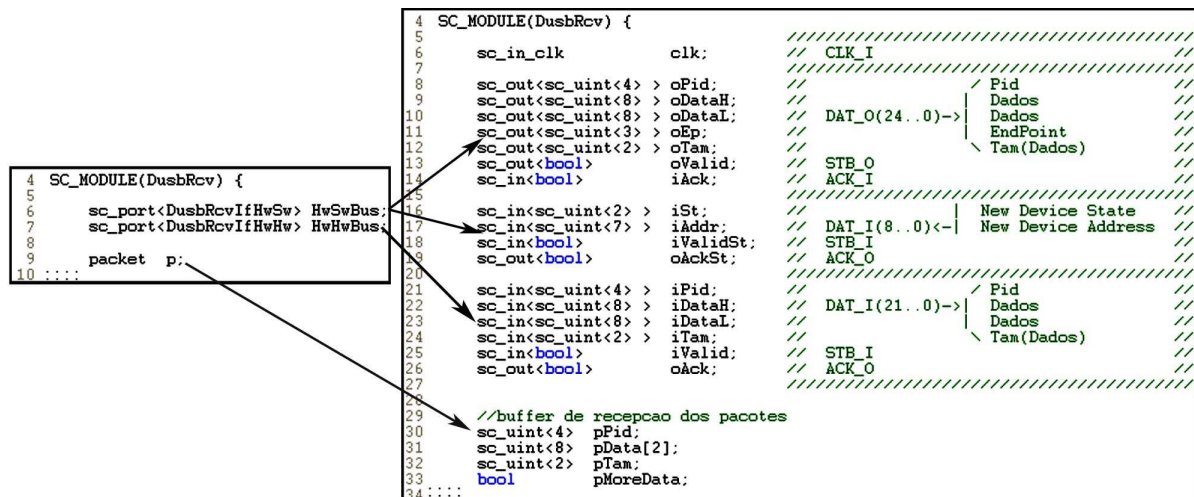 4 SC_MODULE(DusbRcv) {
5
6 sc_port<DusbRcvIfHwSw> HwSwBus;
7 sc_port<DusbRcvIfHwHw> HwHwBus;
8
9 packet p;
10 ::::
4 SC_MODULE(DusbRcv) {
5 //////////////////////////////////////////
6 sc_in_clk clk; // CLK_I //
7 //////////////////////////////////////////
8 sc_out<sc_uint<4> > oPid; // / Pid //
9 sc_out<sc_uint<8> > oDataH; // | Dados //
10 sc_out<sc_uint<8> > oDataL; // DAT_O(24..0)->| Dados //
11 sc_out<sc_uint<3> > oEp; // | EndPoint //
12 sc_out<sc_uint<2> > oTam; // \ Tam(Dados) //
13 sc_out<bool> oValid; // STB_O //
14 sc_in<bool> iAck; // ACK_I //
15 //////////////////////////////////////////
16 sc_in<sc_uint<2> > iSt; // | New Device State //
17 sc_in<sc_uint<7> > iAddr; // DAT_I(8..0)<-| New Device Address //
18 sc_in<bool> iValidSt; // STB_I //
19 sc_out<bool> oAckSt; // ACK_O //
20 //////////////////////////////////////////
21 sc_in<sc_uint<4> > iPid; // / Pid //
22 sc_in<sc_uint<8> > iDataH; // DAT_I(21..0)->| Dados //
23 sc_in<sc_uint<8> > iDataL; // | Dados //
24 sc_in<sc_uint<2> > iTam; // \ Tam(Dados) //
25 sc_in<bool> iValid; // STB_I //
26 sc_out<bool> oAck; // ACK_O //
27 //////////////////////////////////////////
28
29 //buffer de recepcao dos pacotes
30 sc_uint<4> pPid;
31 sc_uint<8> pData[2];
32 sc_uint<2> pTam;
33 bool pMoreData;
34 ::::